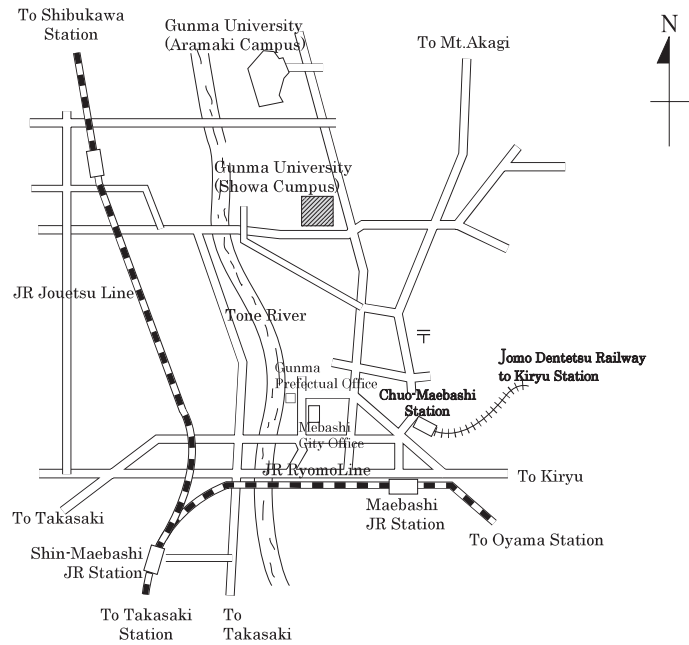 To Shibukawa
Station
Gunma University
(Aramaki Campus)
To Mt.Akagi
N
Gunma University
(Showa Cumpus)
JR Jouetsu Line
Tone River
〒
Gunma
Prefectual Office
Jomo Dentetsu Railway
to Kiryu Station
Chuo-Maebashi
Station
Mebashi
City Office
JR RyomoLine
To Kiryu
Maebashi
JR Station
To Takasaki
To Oyama Station
Shin-Maebashi
JR Station
To Takasaki
Station
To
Takasaki